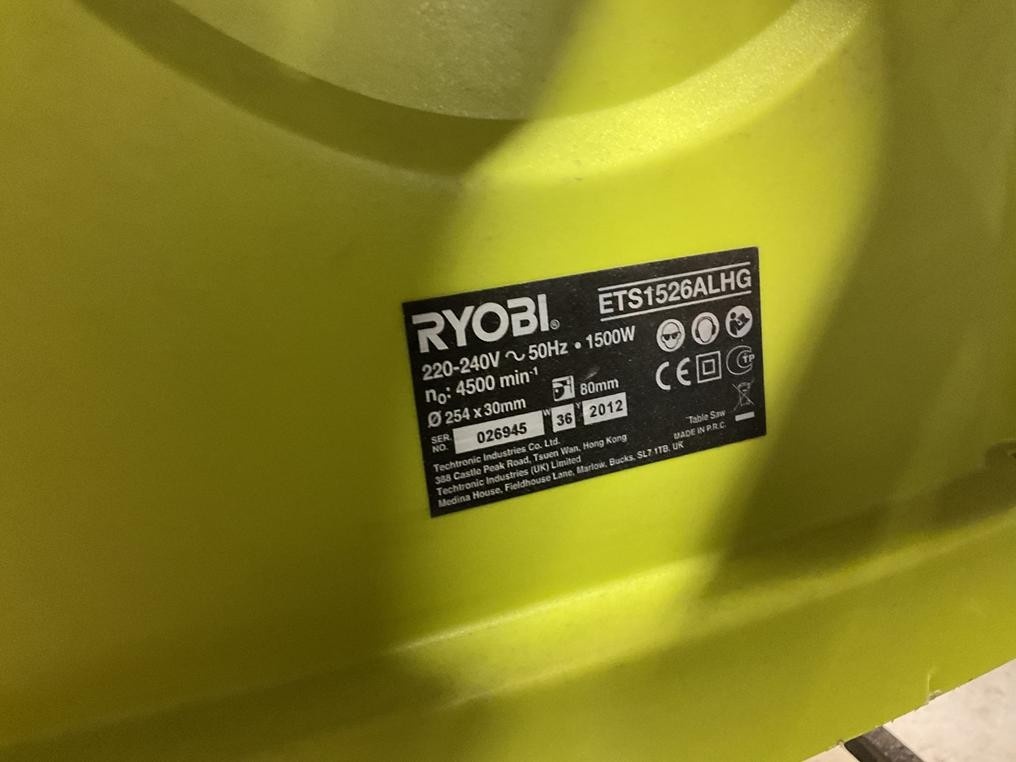 RYOBI®
ETS1526ALHG
220-240V ~ 50Hz • 1500W
n₀: 4500 min⁻¹
Ø 254 x 30mm 80mm
SER. NO. 026945 W 36 Y 2012
CE TP
Techtronic Industries Co. Ltd.
388 Castle Peak Road, Tsuen Wan, Hong Kong
Techtronic Industries (UK) Limited
Medina House, Fieldhouse Lane, Marlow, Bucks. SL7 1TB. UK
Table Saw
MADE IN P.R.C.